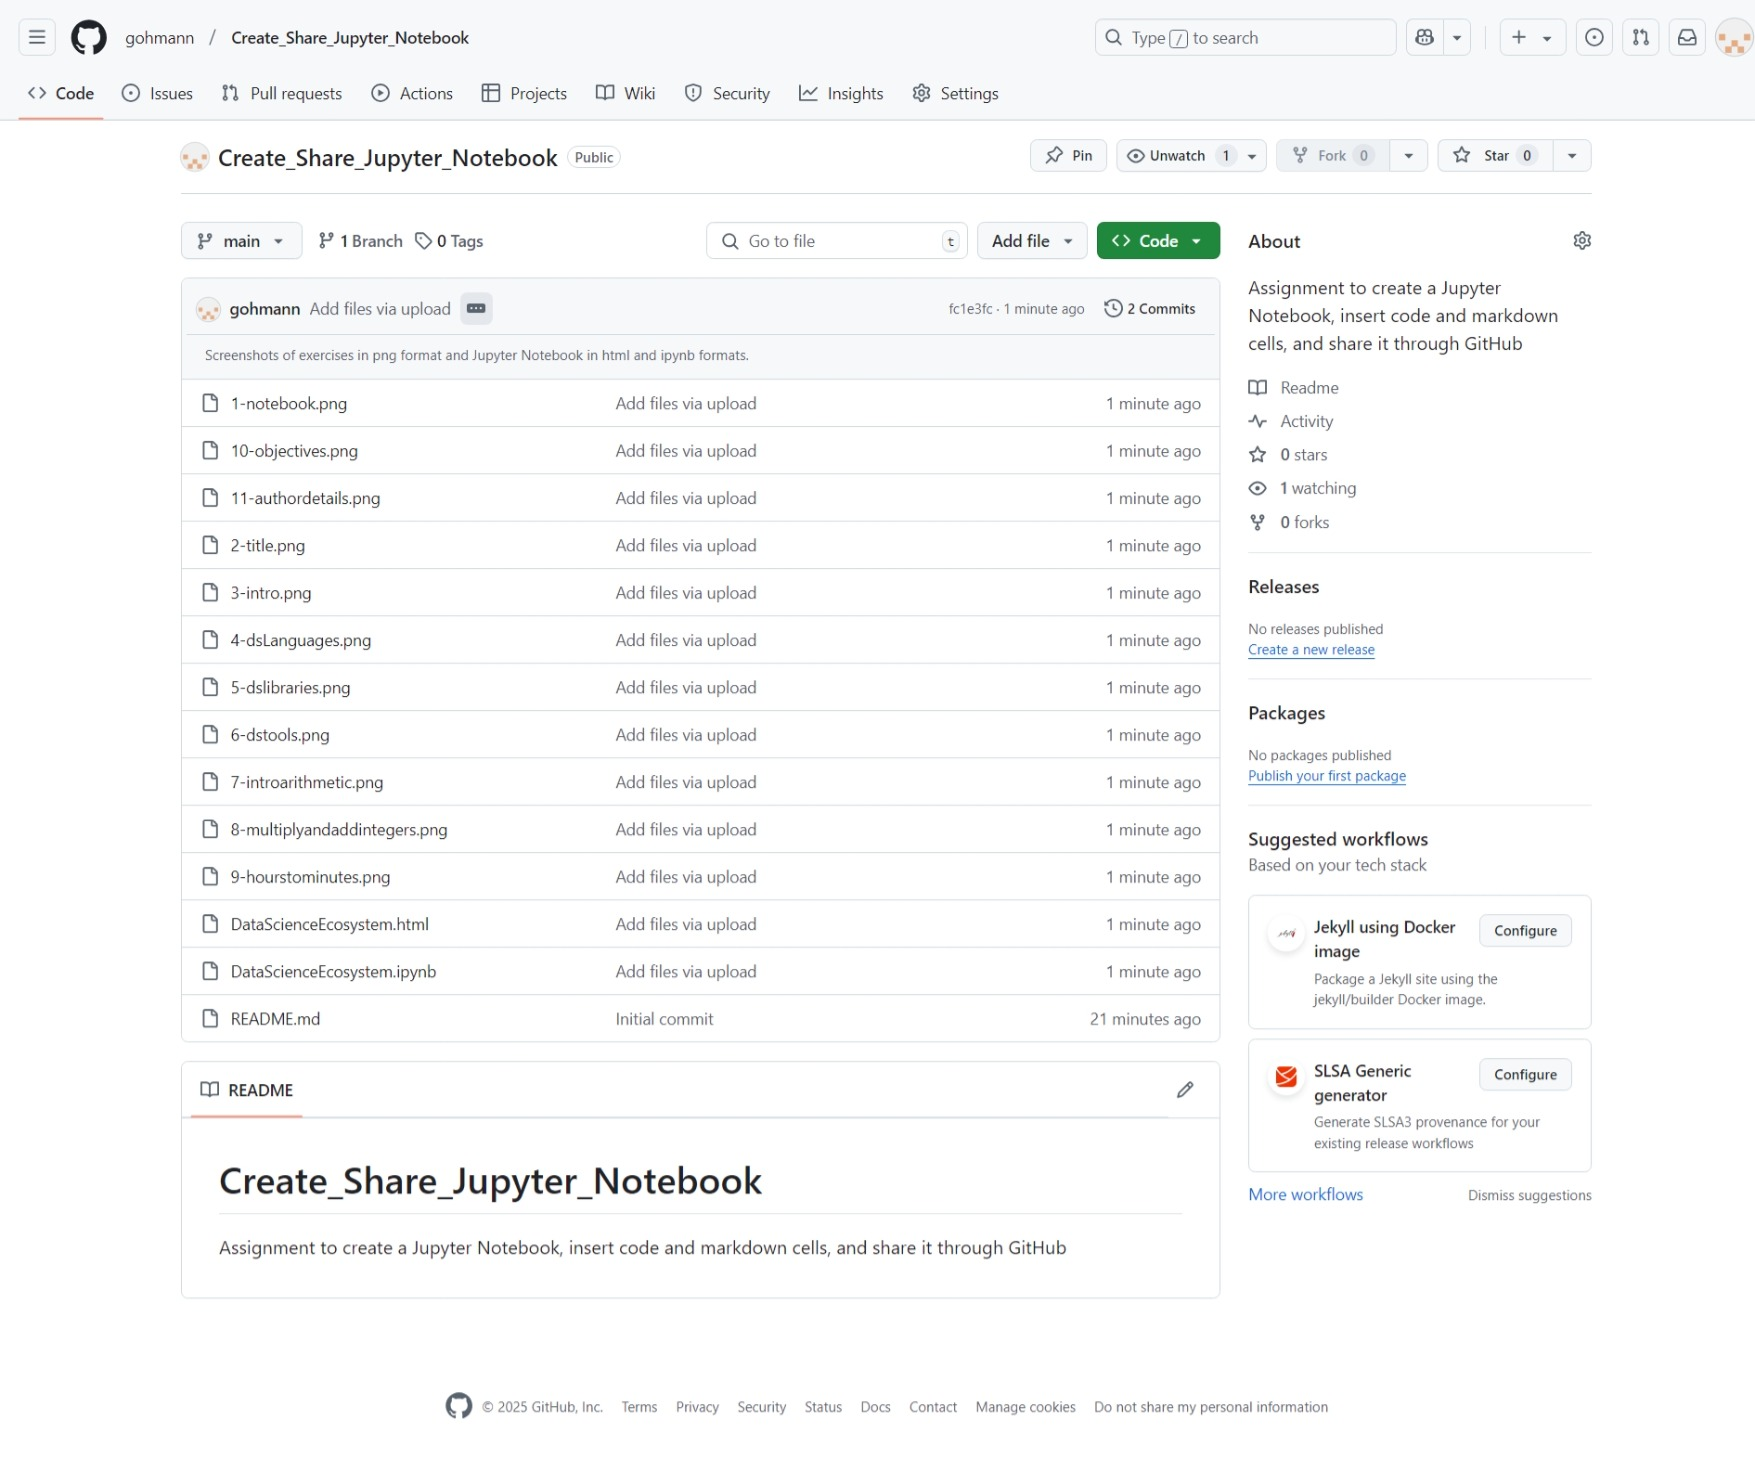 gohmann / Create_Share_Jupyter_Notebook
Type / to search
Code Issues Pull requests Actions Projects Wiki Security Insights Settings
Create_Share_Jupyter_Notebook Public
Pin Unwatch 1 Fork 0 Star 0
main 1 Branch 0 Tags
Go to file t
Add file
Code
gohmann Add files via upload
fc1e3fc · 1 minute ago 2 Commits
Screenshots of exercises in png format and Jupyter Notebook in html and ipynb formats.
1-notebook.png Add files via upload 1 minute ago
10-objectives.png Add files via upload 1 minute ago
11-authordetails.png Add files via upload 1 minute ago
2-title.png Add files via upload 1 minute ago
3-intro.png Add files via upload 1 minute ago
4-dsLanguages.png Add files via upload 1 minute ago
5-dslibraries.png Add files via upload 1 minute ago
6-dstools.png Add files via upload 1 minute ago
7-introarithmetic.png Add files via upload 1 minute ago
8-multiplyandaddintegers.png Add files via upload 1 minute ago
9-hourstominutes.png Add files via upload 1 minute ago
DataScienceEcosystem.html Add files via upload 1 minute ago
DataScienceEcosystem.ipynb Add files via upload 1 minute ago
README.md Initial commit 21 minutes ago
README
Create_Share_Jupyter_Notebook
Assignment to create a Jupyter Notebook, insert code and markdown cells, and share it through GitHub
About
Assignment to create a Jupyter
Notebook, insert code and markdown
cells, and share it through GitHub
Readme
Activity
0 stars
1 watching
0 forks
Releases
No releases published
Create a new release
Packages
No packages published
Publish your first package
Suggested workflows
Based on your tech stack
Jekyll using Docker
image
Configure
Package a Jekyll site using the
jekyll/builder Docker image.
SLSA Generic
generator
Configure
Generate SLSA3 provenance for your
existing release workflows
More workflows Dismiss suggestions
© 2025 GitHub, Inc. Terms Privacy Security Status Docs Contact Manage cookies Do not share my personal information